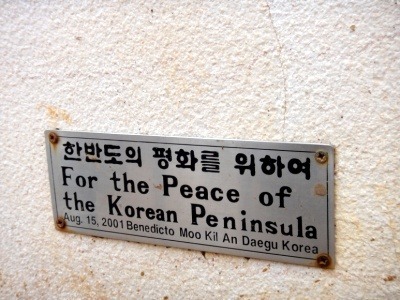 한반도의 평화를 위하여
For the Peace of
the Korean Peninsula
Aug. 15, 2001 Benedicto Moo Kil An Daegu Korea